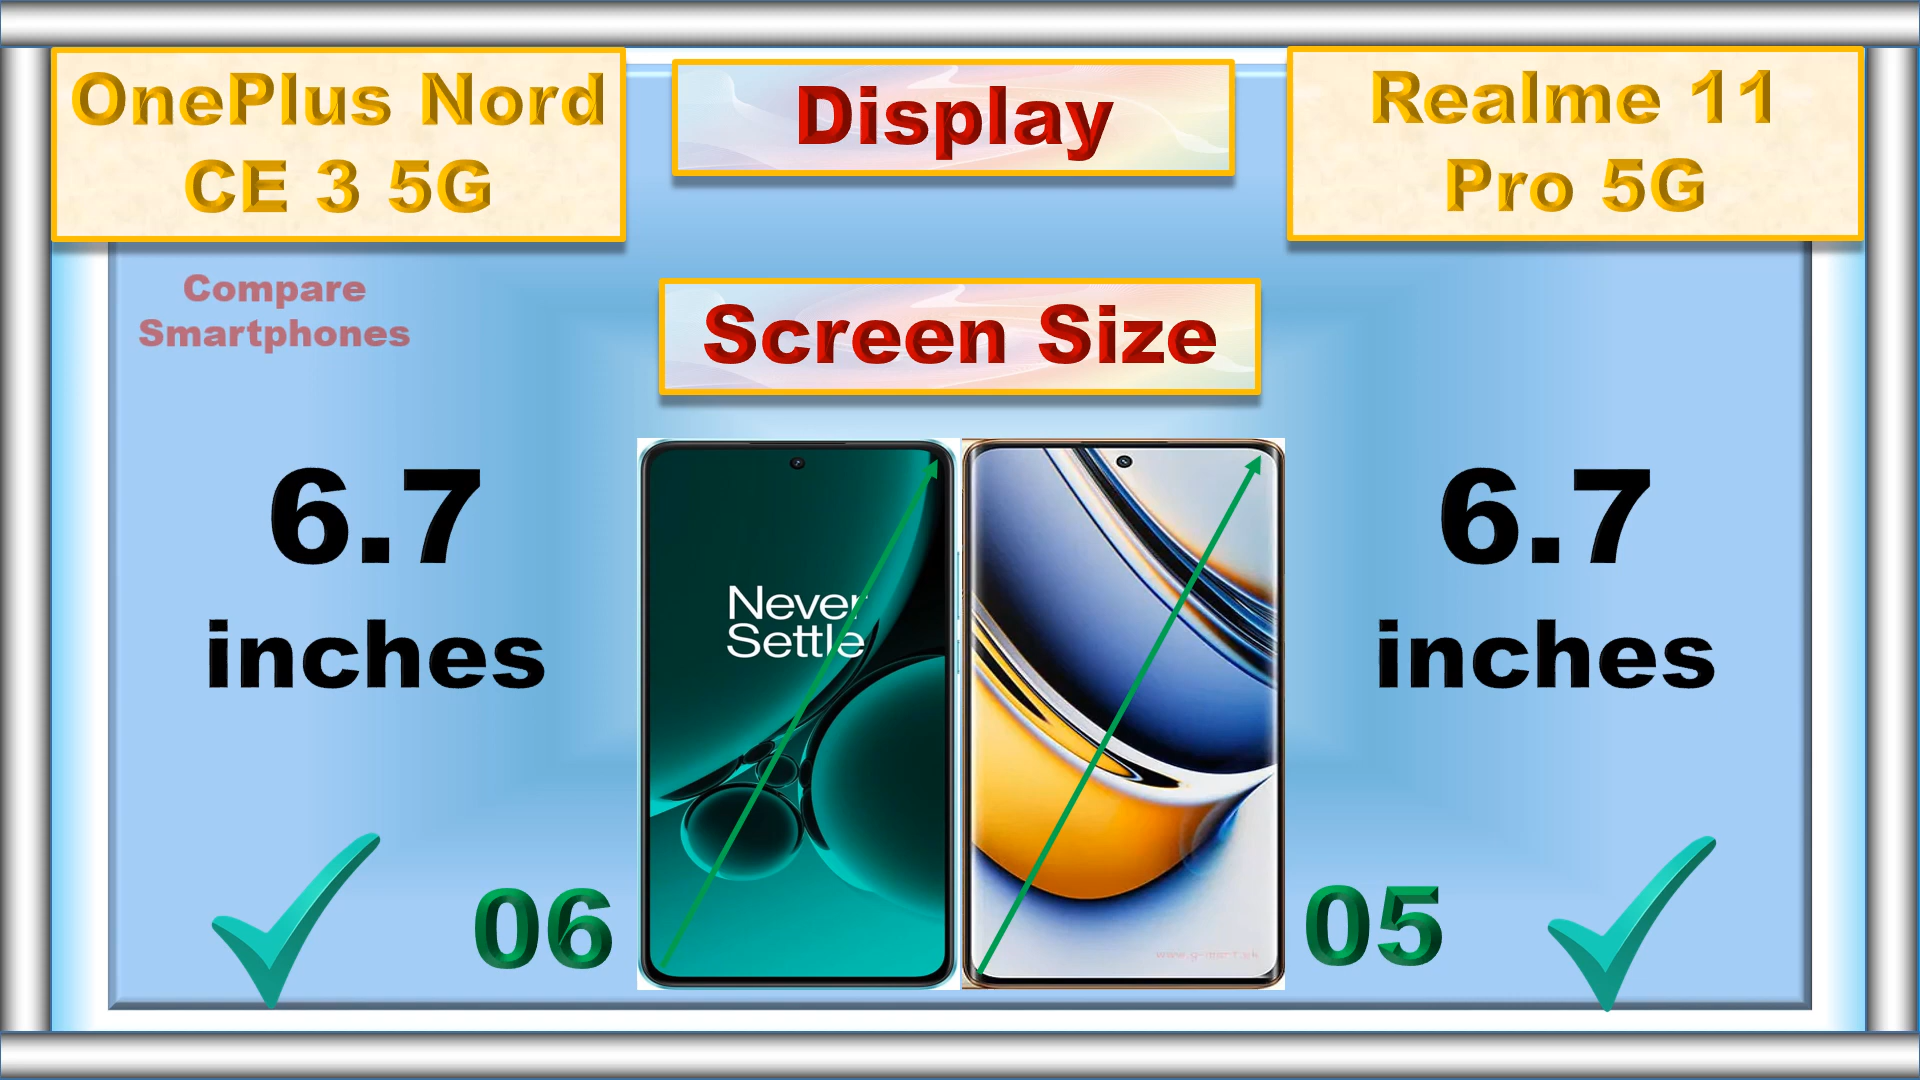 OnePlus Nord
CE 3 5G
Display
Realme 11
Pro 5G
Compare
Smartphones
Screen Size
6.7
inches
Never
Settle
6.7
inches
06
05